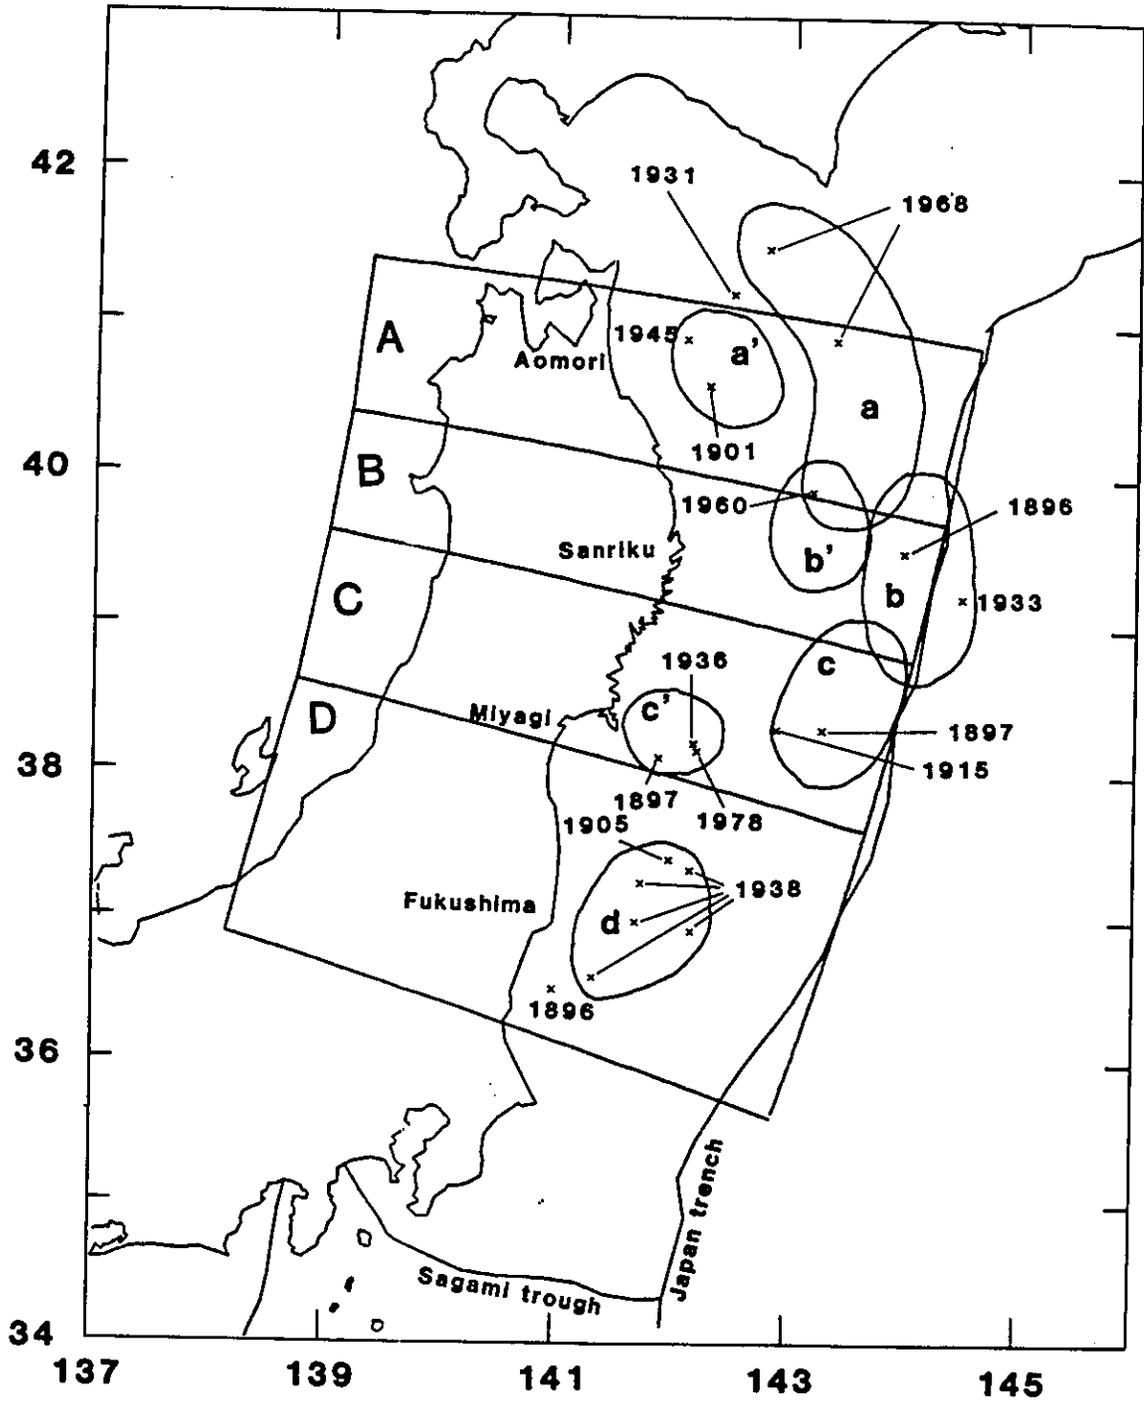 42
1931
1968
A
1945
a'
Aomori
a
1901
40
B
1960
1896
Sanriku
b'
b
1933
C
1936
c
c'
D
Miyagi
1897
1915
38
1897
1978
1905
1938
Fukushima
d
1896
36
Japan trench
Sagami trough
34
137
139
141
143
145